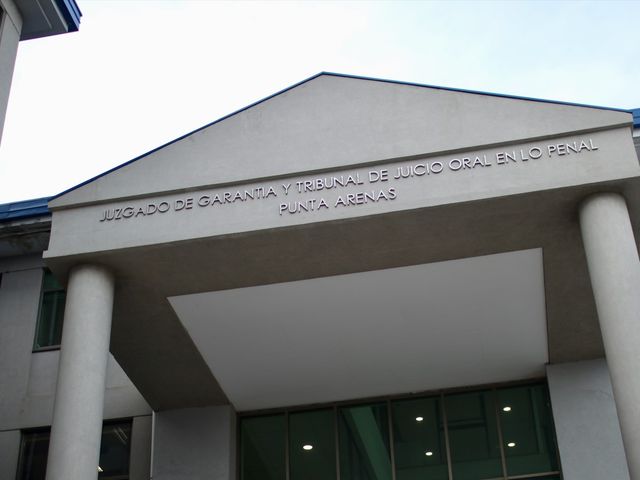 JUZGADO DE GARANTIA Y TRIBUNAL DE JUICIO ORAL EN LO PENAL
PUNTA ARENAS